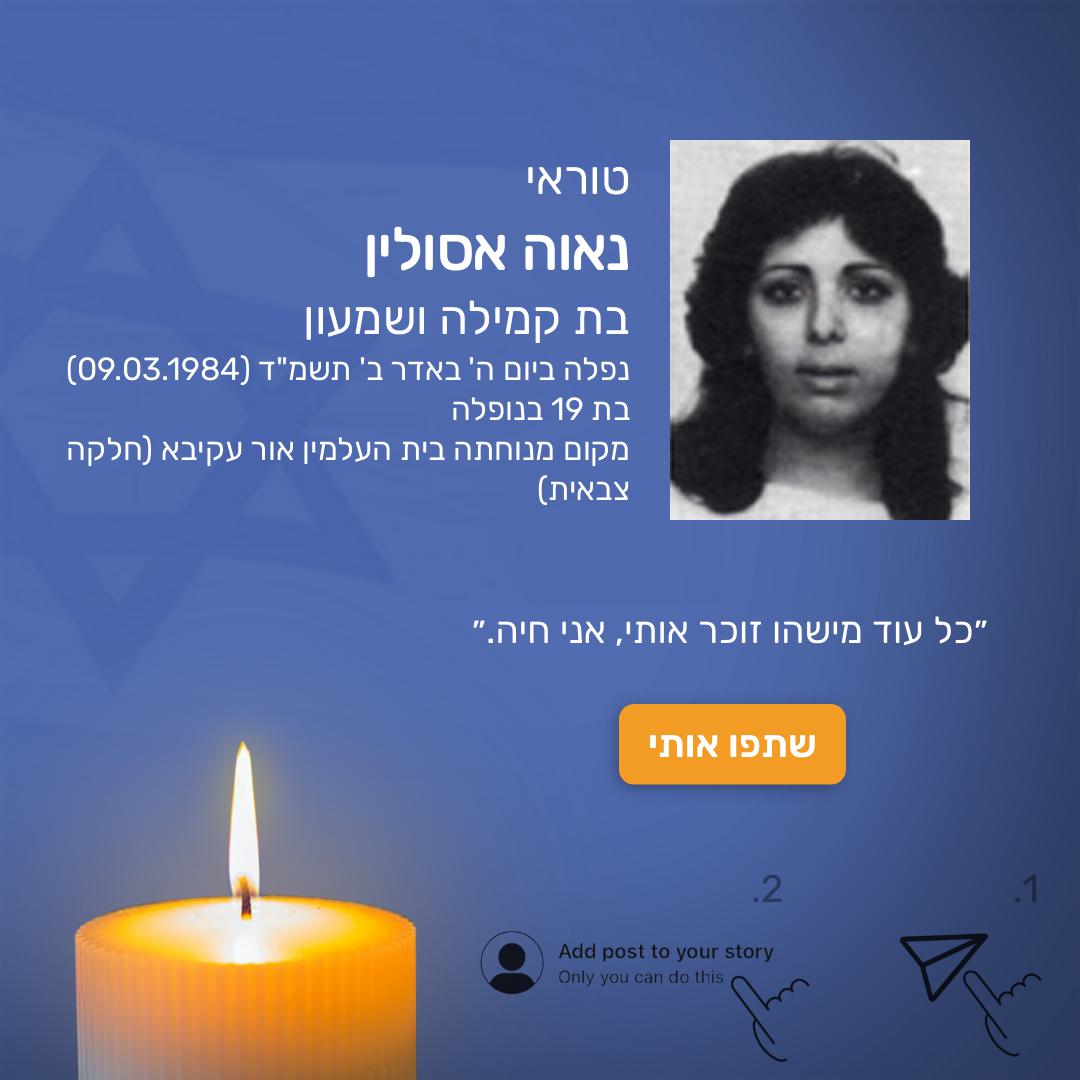 טוראי
נאוה אסולין
בת קמילה ושמעון
נפלה ביום ה' באדר ב' תשמ"ד (09.03.1984)
בת 19 בנופלה
מקום מנוחתה בית העלמין אור עקיבא (חלקה
צבאית)
״כל עוד מישהו זוכר אותי, אני חיה.״
שתפו אותי
.1
.2
Add post to your story
Only you can do this